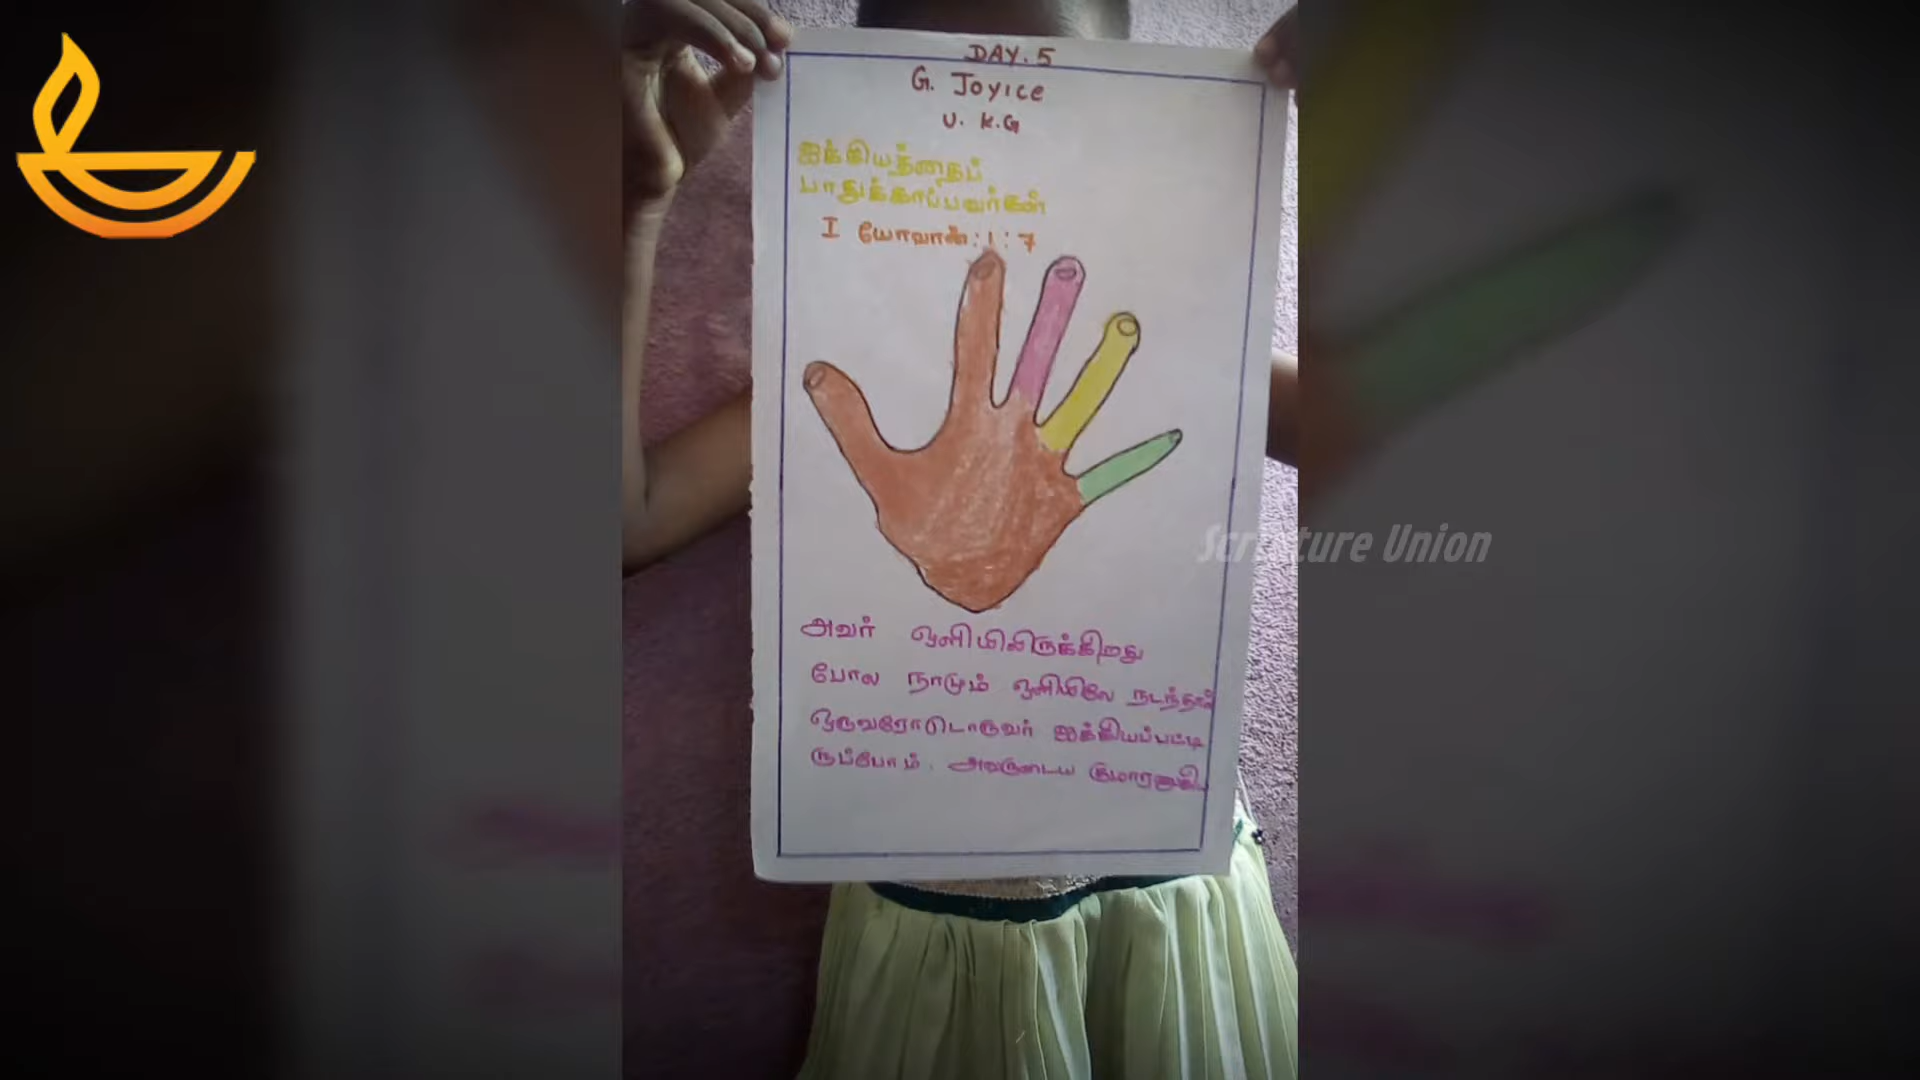 DAY. 5
G. Joyice
U. K.G
ஐக்கியத்தைப்
பாதுக்காப்பவர்கள்
I யோவான்: 1: 7
அவர் ஒளியிலிருக்கிறது
போல நாமும் ஒளியிலே நடந்தால்
ஒருவரோடொருவர் ஐக்கியப்பட்டி
ருப்போம். அவருடைய குமாரனாகிய
Scripture Union